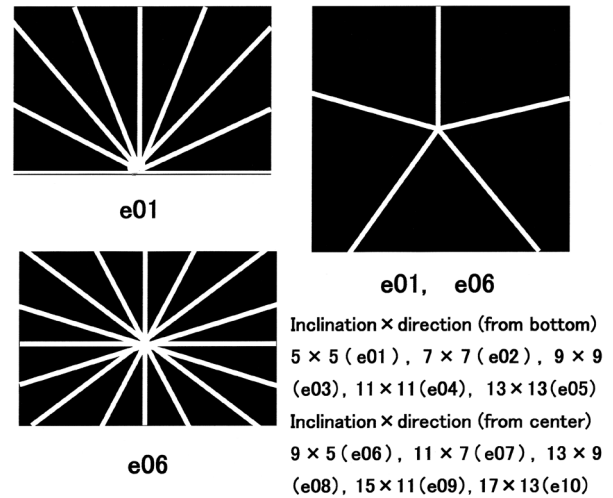 e01
e06
e01, e06
Inclination × direction (from bottom)
5 × 5 (e01), 7 × 7 (e02), 9 × 9
(e03), 11 × 11(e04), 13 × 13(e05)
Inclination × direction (from center)
9 × 5 (e06), 11 × 7 (e07), 13 × 9
(e08), 15 × 11 (e09), 17 × 13 (e10)